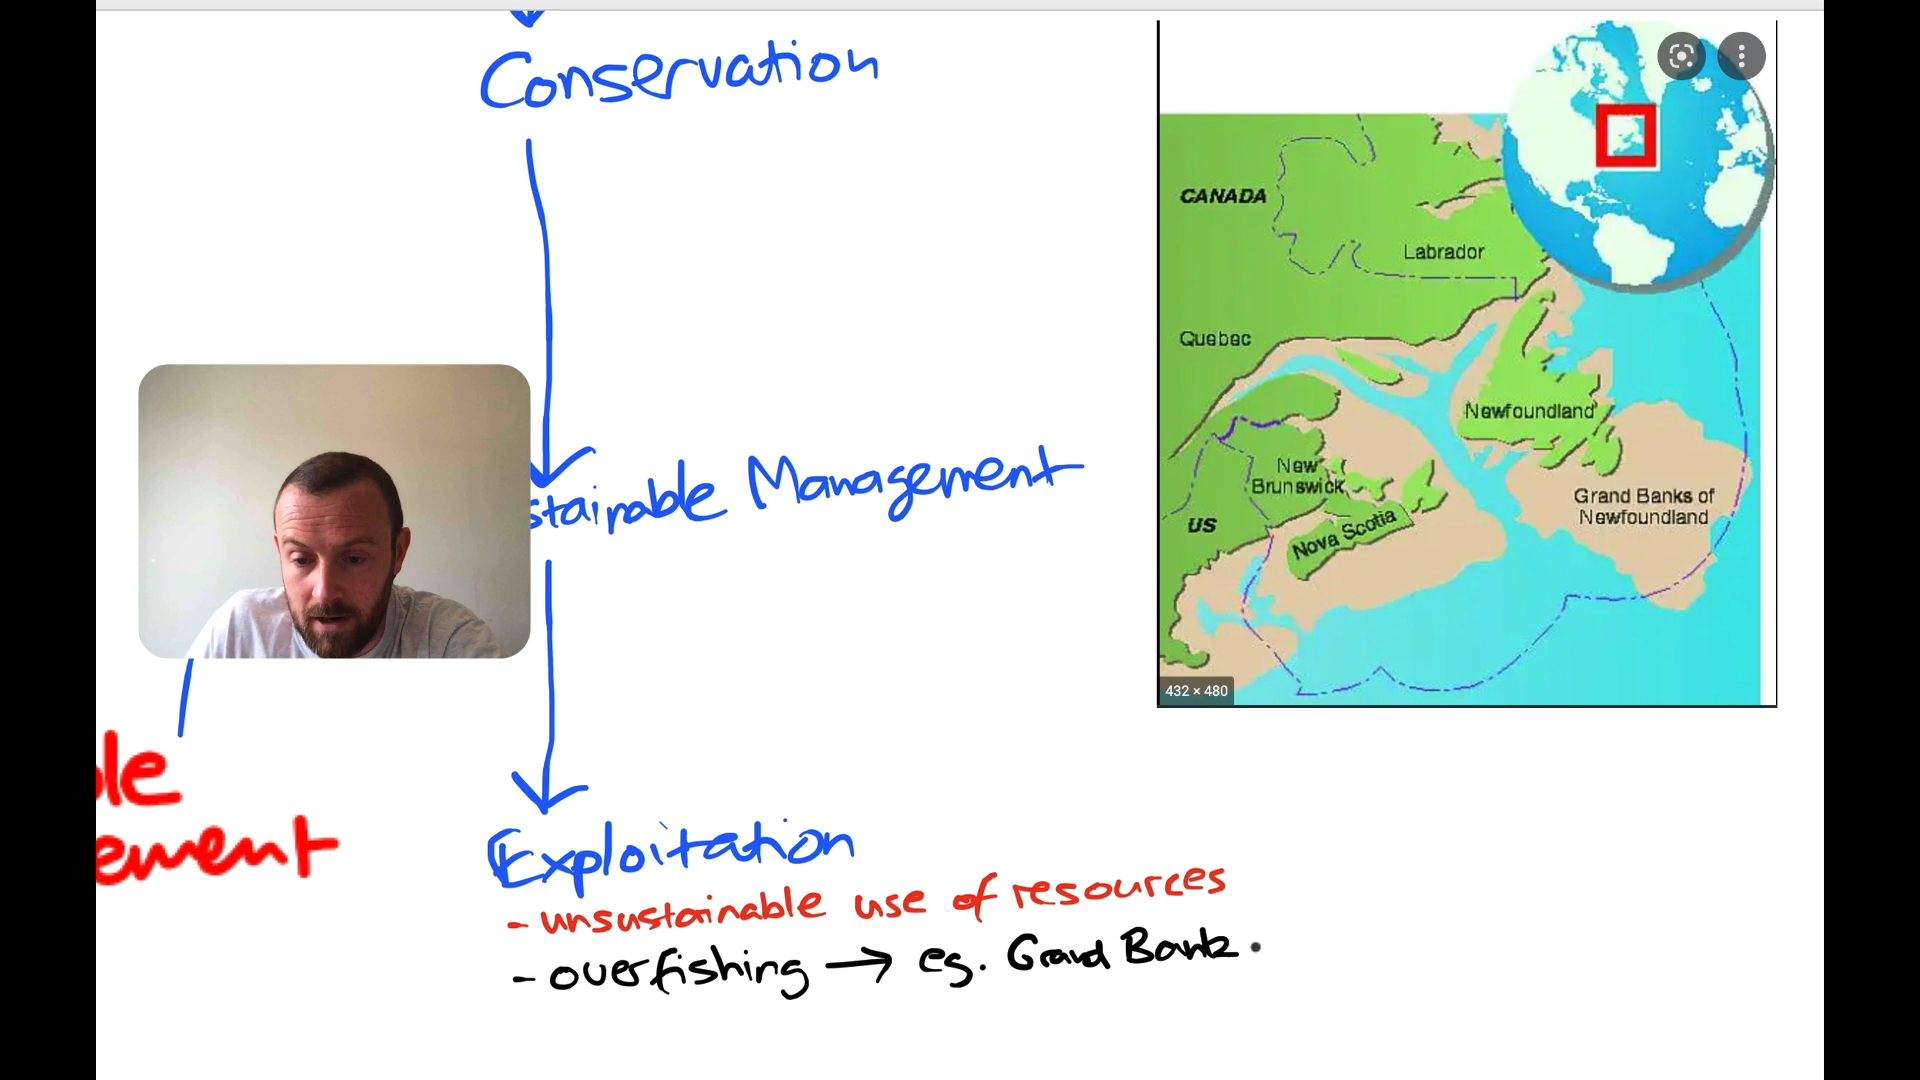 Conservation
stainable Management
Exploitation
- unsustainable use of resources
- overfishing → eg. Grand Bank
le
ement
CANADA
Labrador
Quebec
Newfoundland
New
Brunswick
Grand Banks of
Newfoundland
US
Nova Scotia
432 × 480